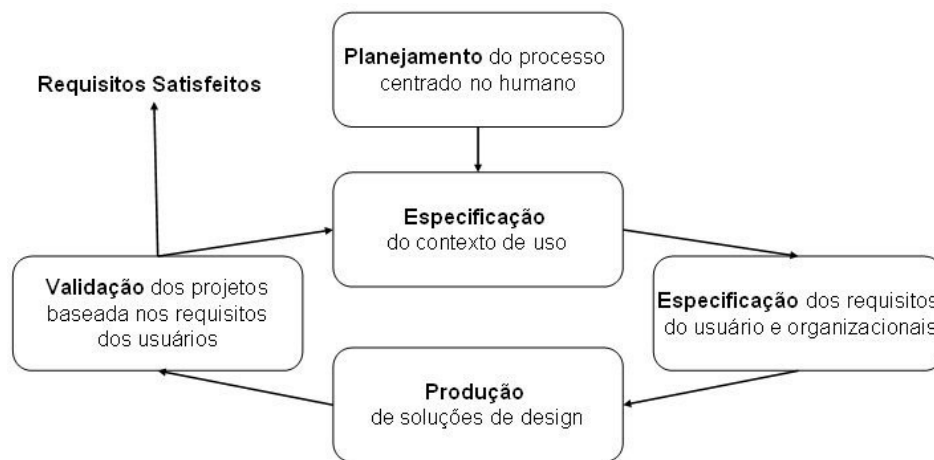 Planejamento do processo
centrado no humano
Requisitos Satisfeitos
Especificação
do contexto de uso
Validação dos projetos
baseada nos requisitos
dos usuários
Especificação dos requisitos
do usuário e organizacionais
Produção
de soluções de design